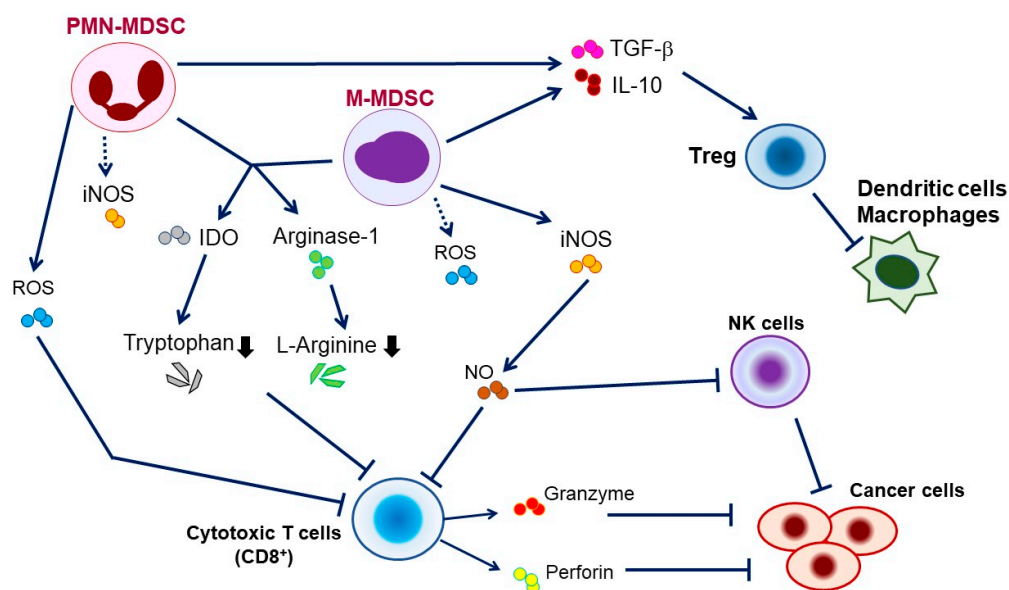 PMN-MDSC
TGF-β
IL-10
M-MDSC
Treg
iNOS
Dendritic cells
Macrophages
IDO
Arginase-1
ROS
iNOS
ROS
NK cells
Tryptophan
L-Arginine
NO
Granzyme
Cancer cells
Cytotoxic T cells
(CD8⁺)
Perforin